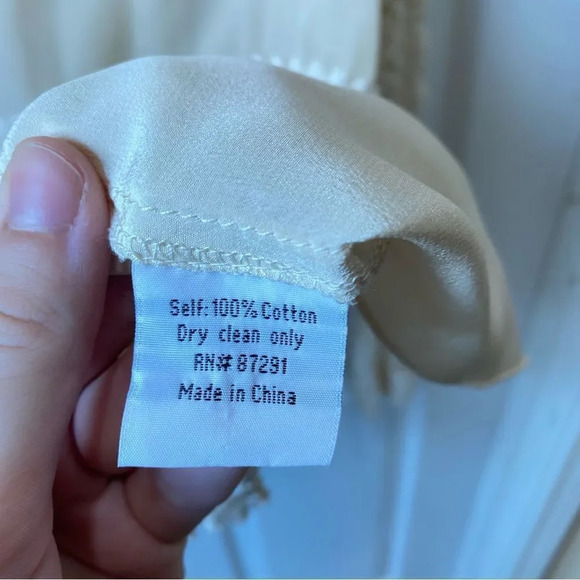 Self: 100% Cotton
Dry clean only
RN# 87291
Made in China